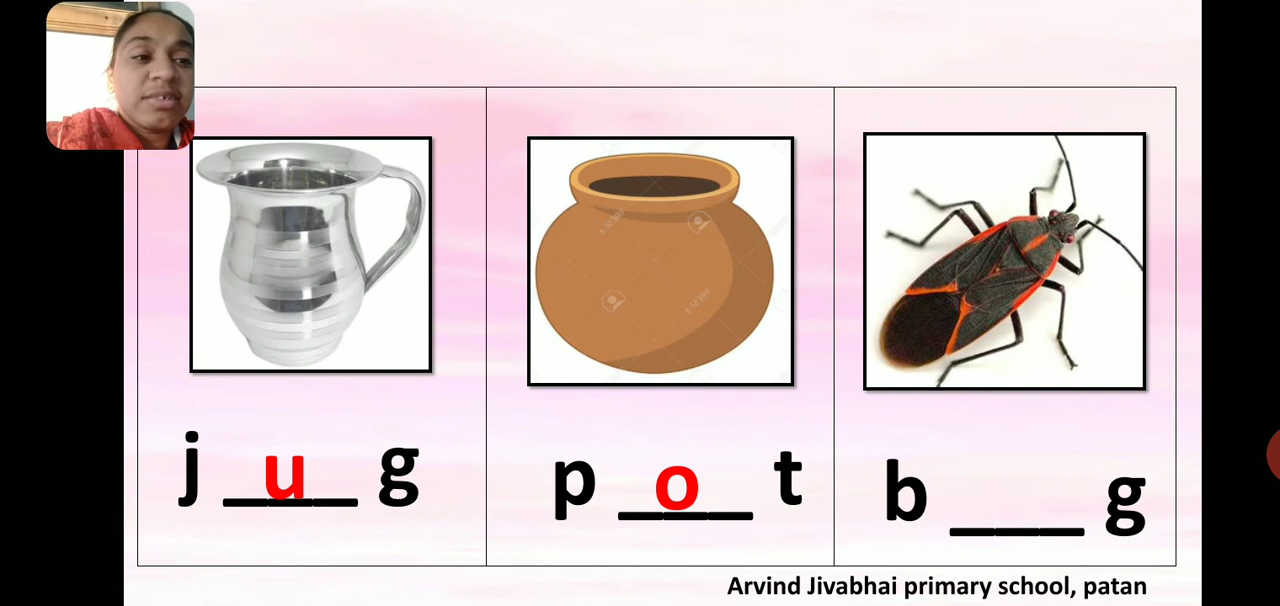 j _u_ g
p _o_ t
b ___ g
Arvind Jivabhai primary school, patan